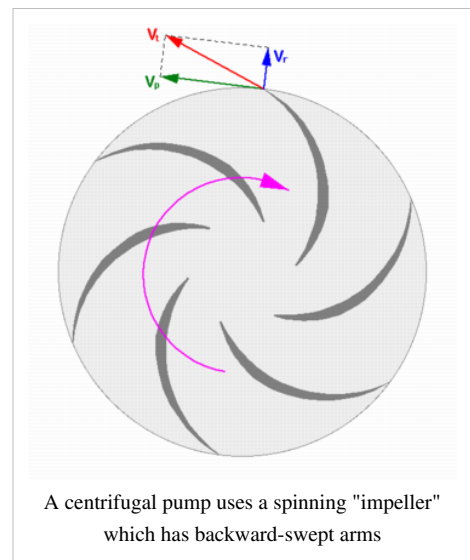 Vt
Vr
Vp
A centrifugal pump uses a spinning "impeller"
which has backward-swept arms